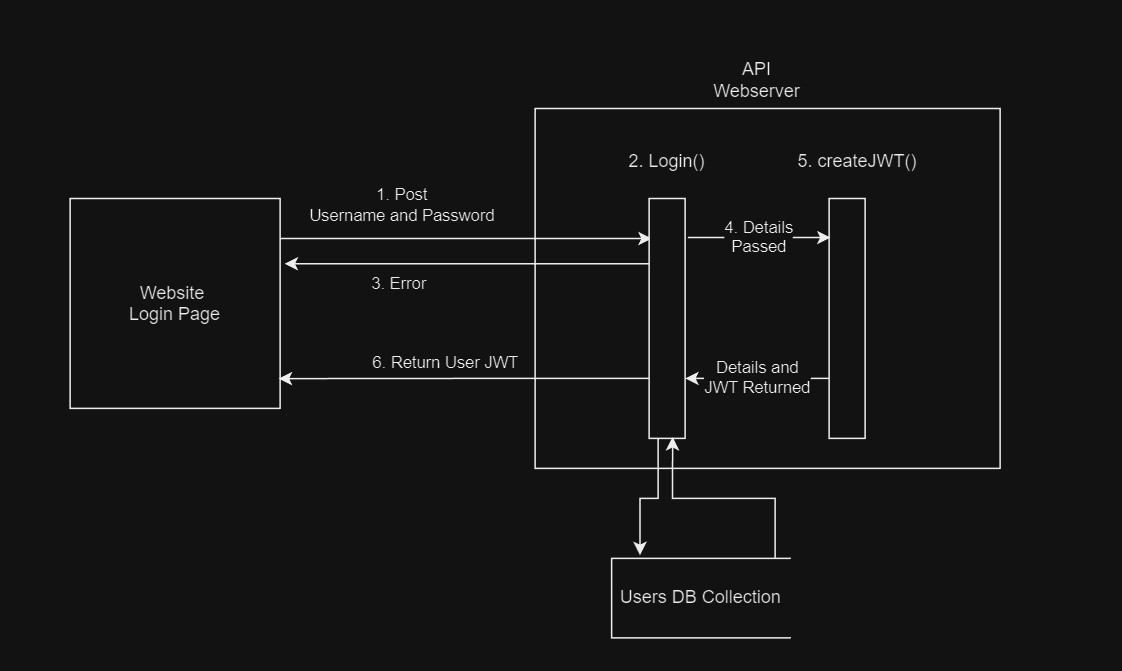 API
Webserver
2. Login()
5. createJWT()
1. Post
Username and Password
4. Details
Passed
3. Error
Website
Login Page
6. Return User JWT
Details and
JWT Returned
Users DB Collection